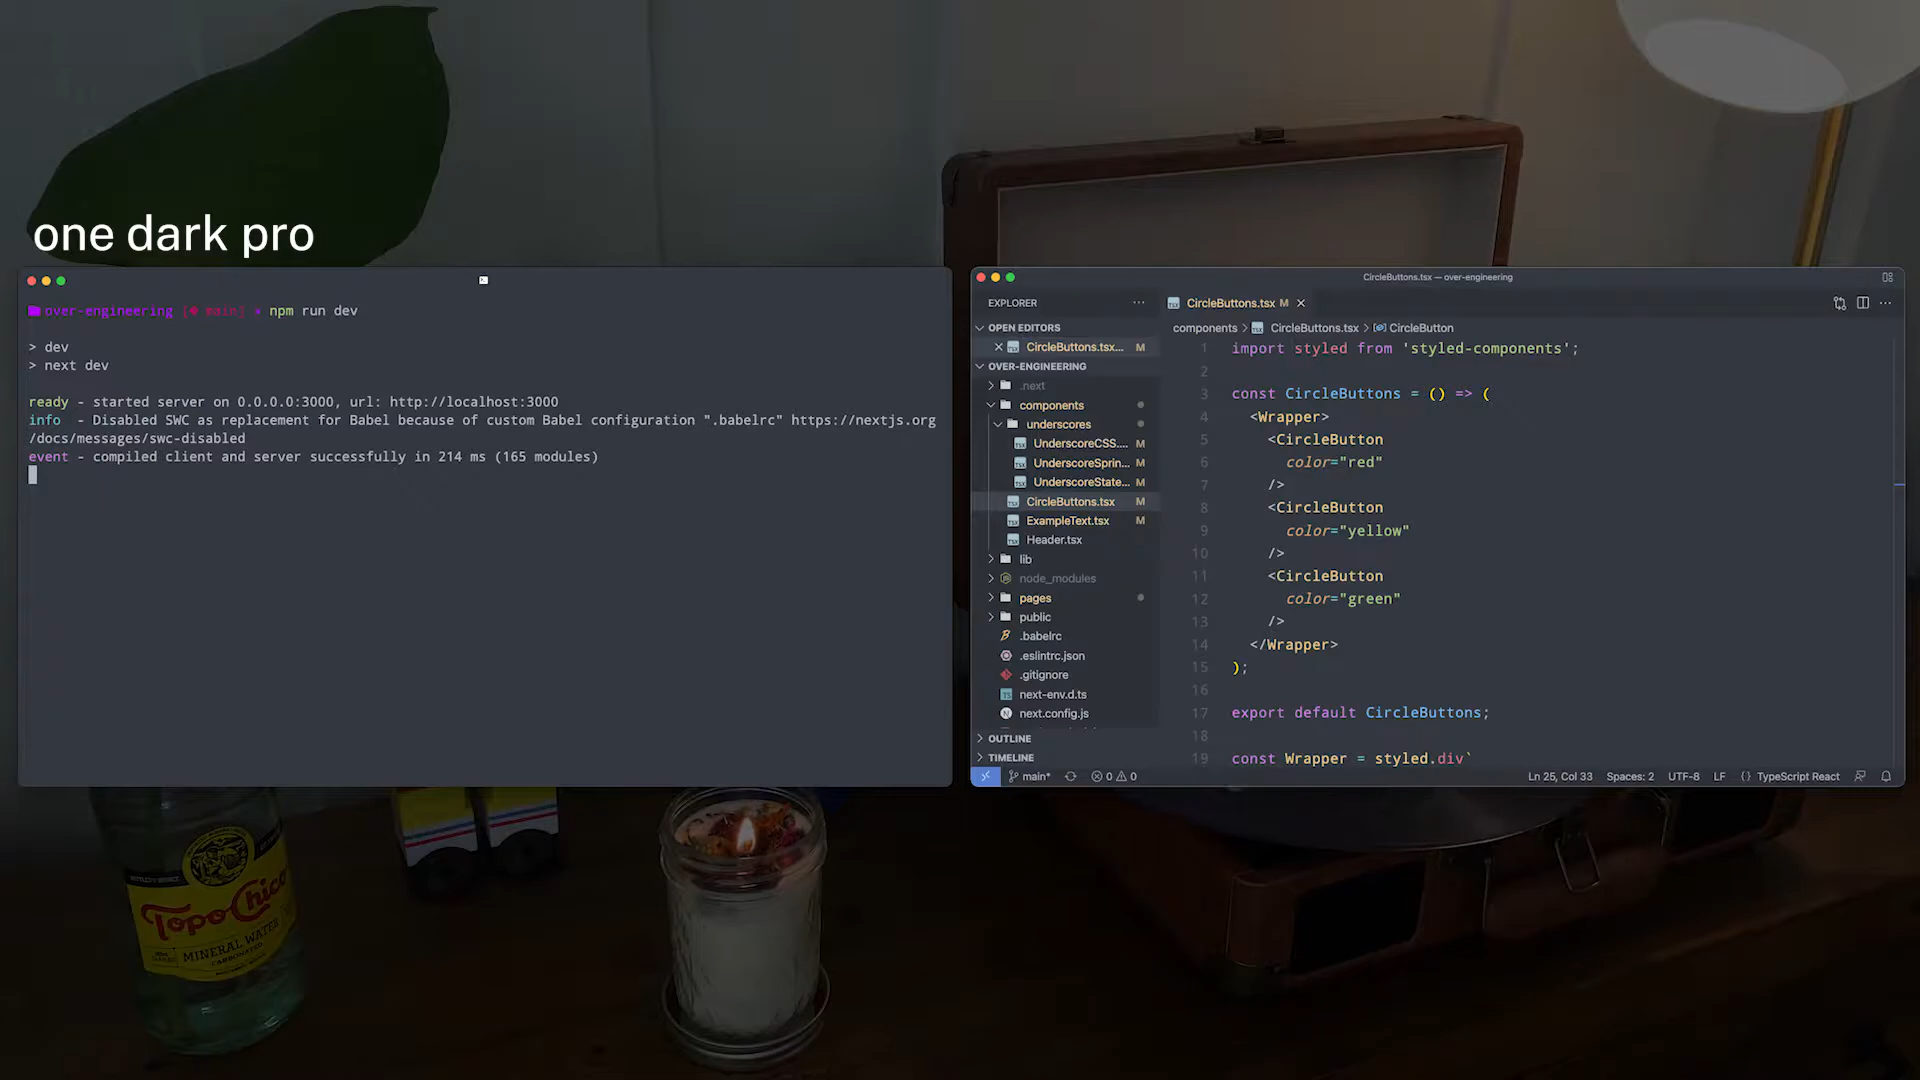 one dark pro
over-engineering [ main] npm run dev
> dev
> next dev
ready - started server on 0.0.0.0:3000, url: http://localhost:3000
info - Disabled SWC as replacement for Babel because of custom Babel configuration ".babelrc" https://nextjs.org
/docs/messages/swc-disabled
event - compiled client and server successfully in 214 ms (165 modules)
CircleButtons.tsx — over-engineering
EXPLORER
OPEN EDITORS
CircleButtons.tsx... M
OVER-ENGINEERING
.next
components
underscores
UnderscoreCSS.... M
UnderscoreSprin... M
UnderscoreState... M
CircleButtons.tsx M
ExampleText.tsx M
Header.tsx
lib
node_modules
pages
public
.babelrc
.eslintrc.json
.gitignore
TS next-env.d.ts
N next.config.js
OUTLINE
TIMELINE
CircleButtons.tsx M
components > CircleButtons.tsx > CircleButton
1 import styled from 'styled-components';
2
3 const CircleButtons = () => (
4 <Wrapper>
5 <CircleButton
6 color="red"
7 />
8 <CircleButton
9 color="yellow"
10 />
11 <CircleButton
12 color="green"
13 />
14 </Wrapper>
15 );
16
17 export default CircleButtons;
18
19 const Wrapper = styled.div`
main* 0 0 Ln 25, Col 33 Spaces: 2 UTF-8 LF {} TypeScript React
Topo Chico
MINERAL WATER
CARBONATED